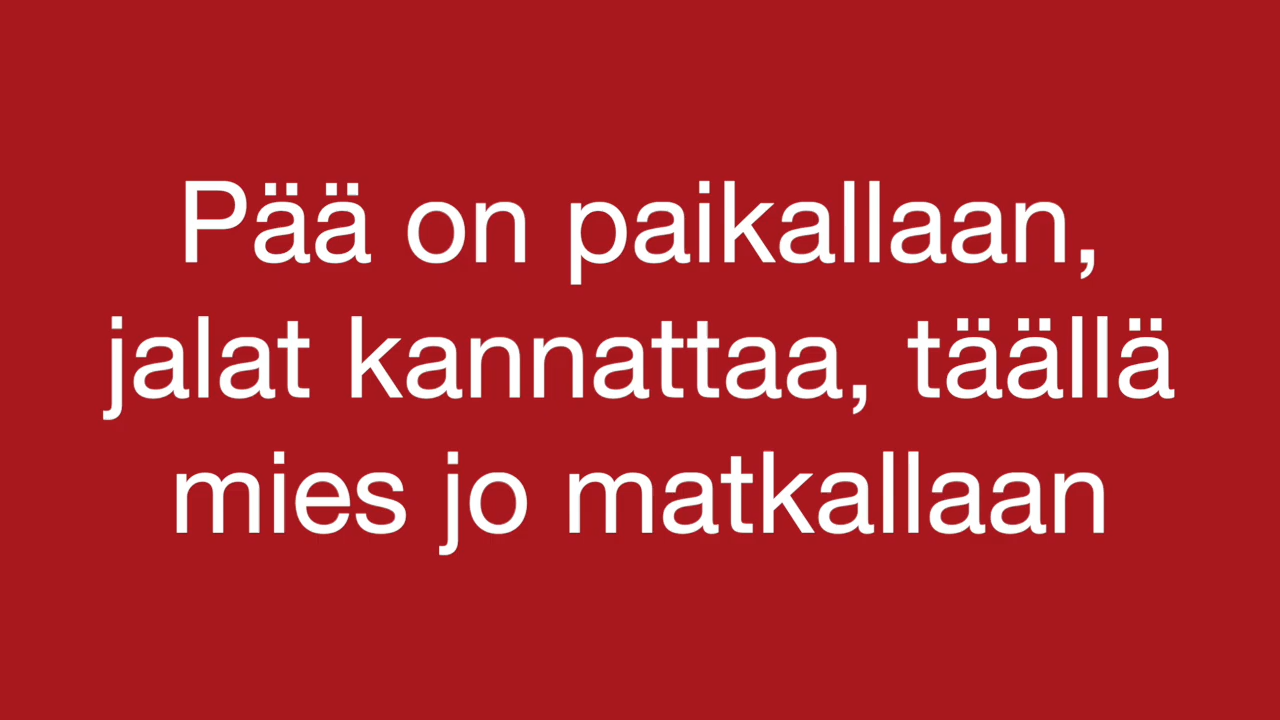 Pää on paikallaan,
jalat kannattaa, täällä
mies jo matkallaan